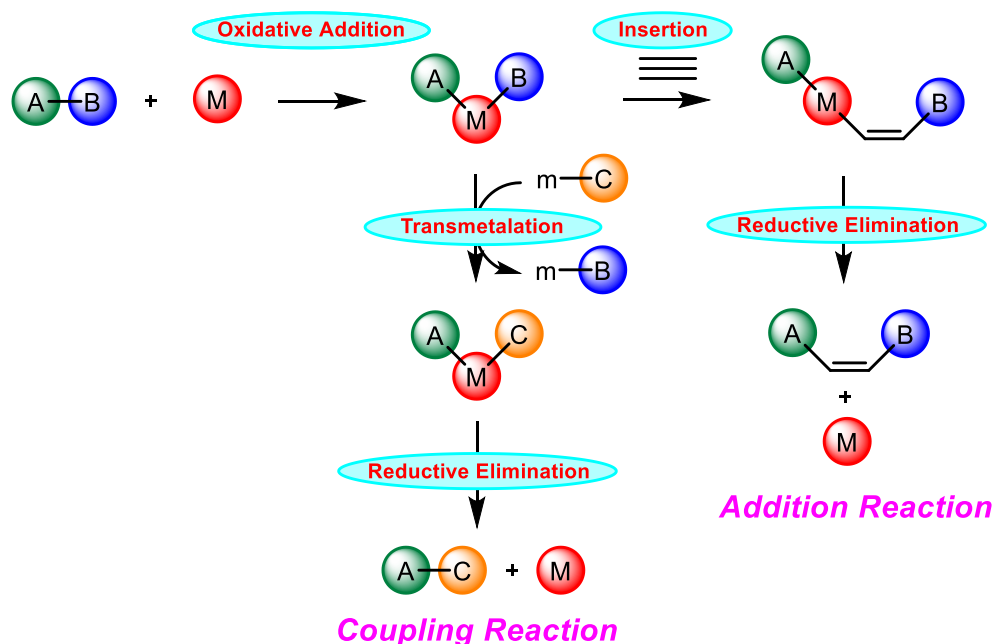 Oxidative Addition
Insertion
A B + M
A B
M
A
M B
m C
Transmetalation
Reductive Elimination
m B
A C
M
A B
+
M
Reductive Elimination
Addition Reaction
A C + M
Coupling Reaction